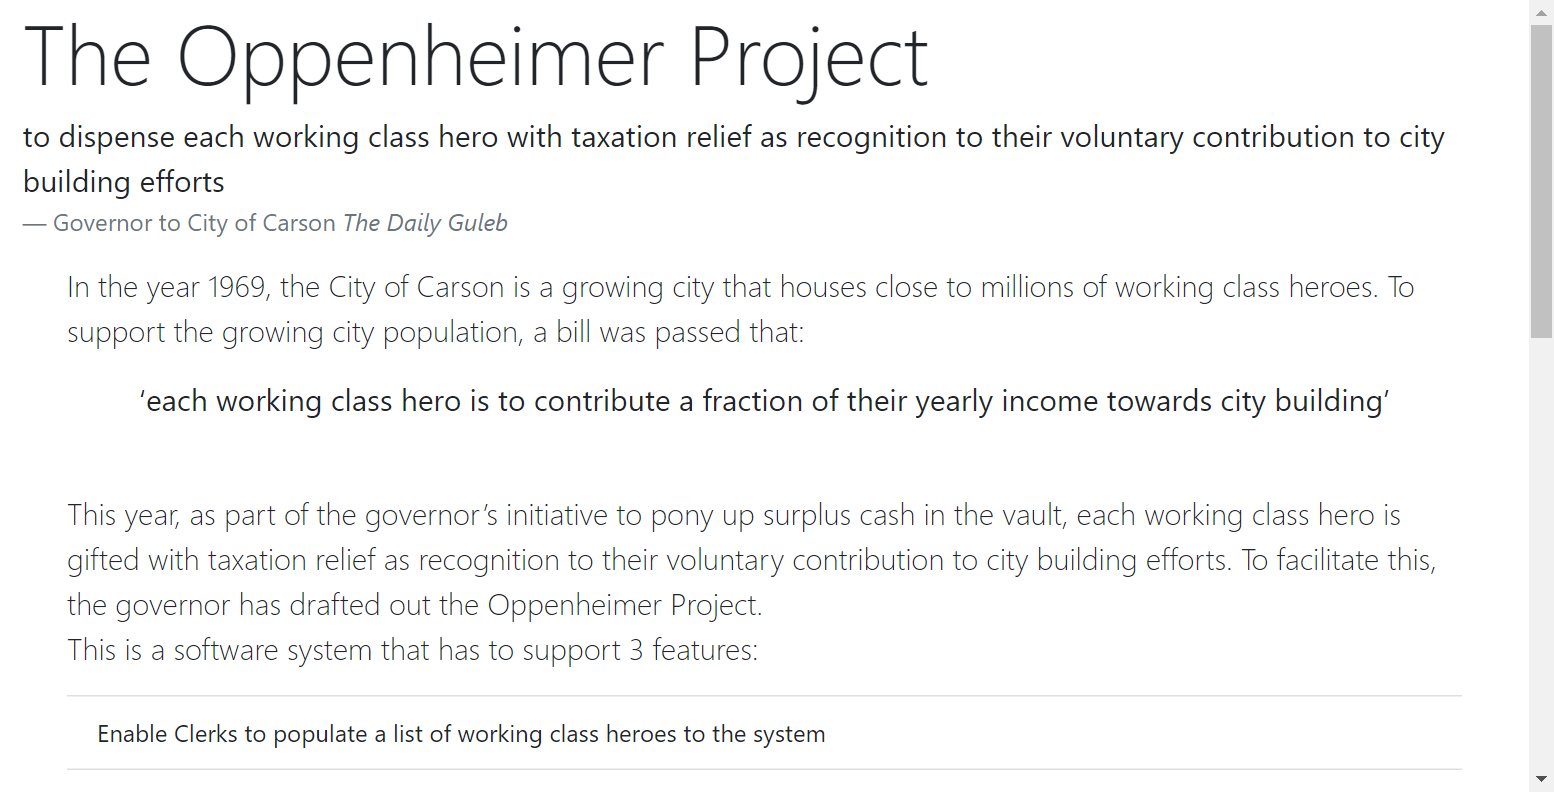 The Oppenheimer Project
to dispense each working class hero with taxation relief as recognition to their voluntary contribution to city
building efforts
— Governor to City of Carson The Daily Guleb
In the year 1969, the City of Carson is a growing city that houses close to millions of working class heroes. To
support the growing city population, a bill was passed that:
‘each working class hero is to contribute a fraction of their yearly income towards city building’
This year, as part of the governor’s initiative to pony up surplus cash in the vault, each working class hero is
gifted with taxation relief as recognition to their voluntary contribution to city building efforts. To facilitate this,
the governor has drafted out the Oppenheimer Project.
This is a software system that has to support 3 features:
Enable Clerks to populate a list of working class heroes to the system